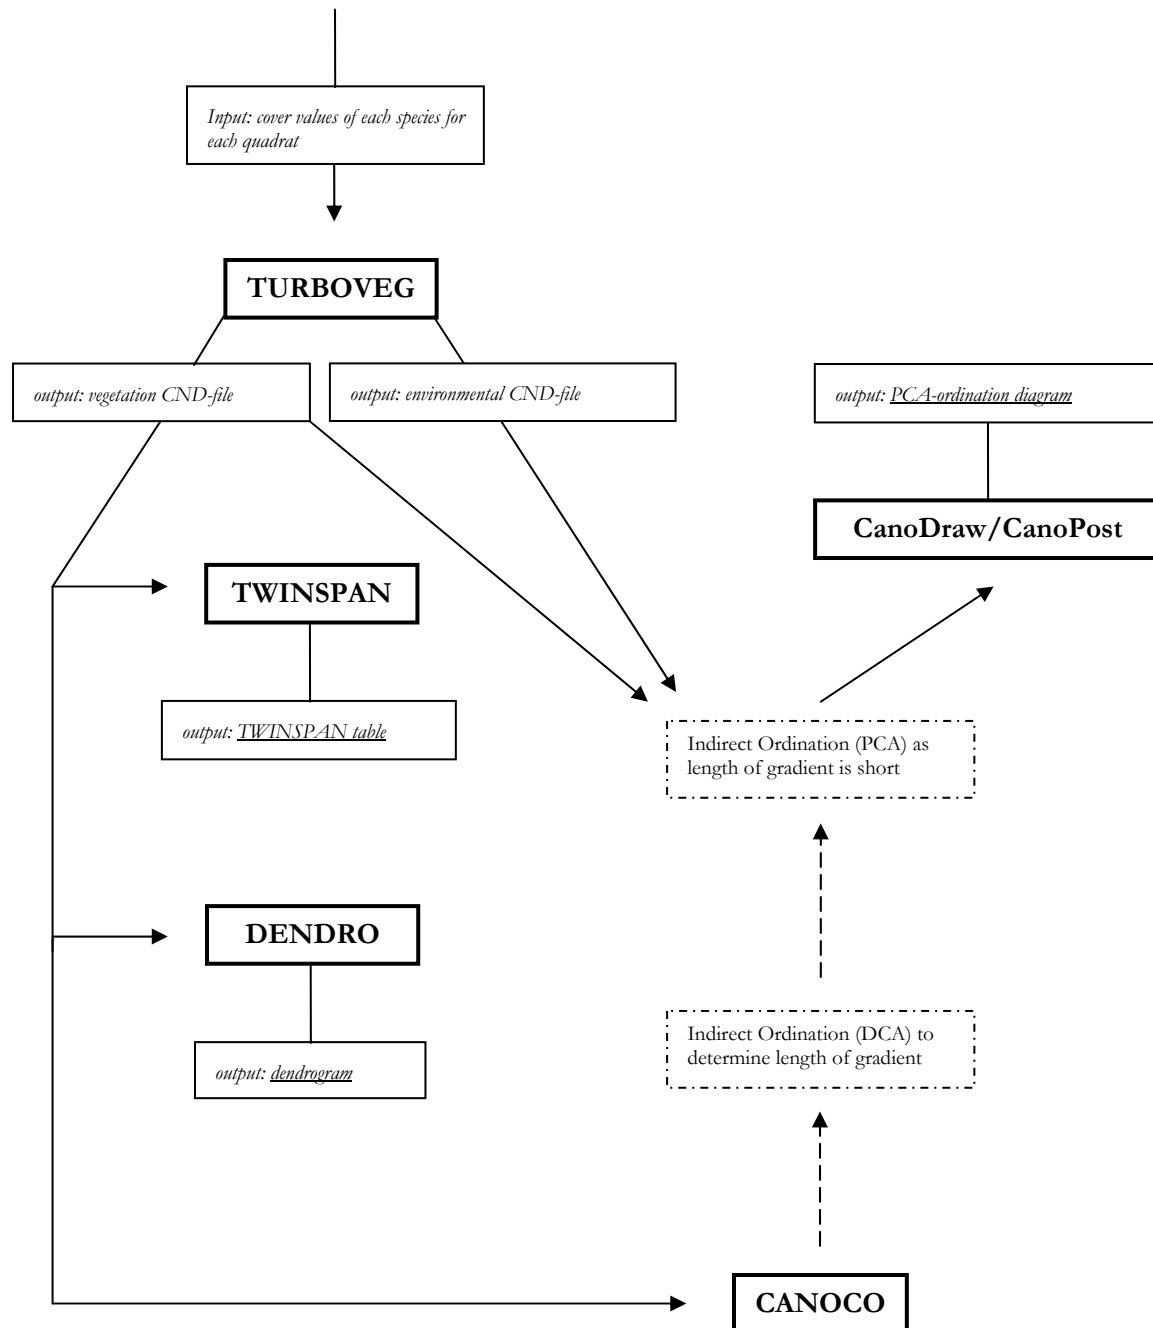 Input: cover values of each species for
each quadrat
TURBOVEG
output: vegetation CND-file
output: environmental CND-file
output: PCA-ordination diagram
CanoDraw/CanoPost
TWINSPAN
output: TWINSPAN table
Indirect Ordination (PCA) as
length of gradient is short
DENDRO
output: dendrogram
Indirect Ordination (DCA) to
determine length of gradient
CANOCO